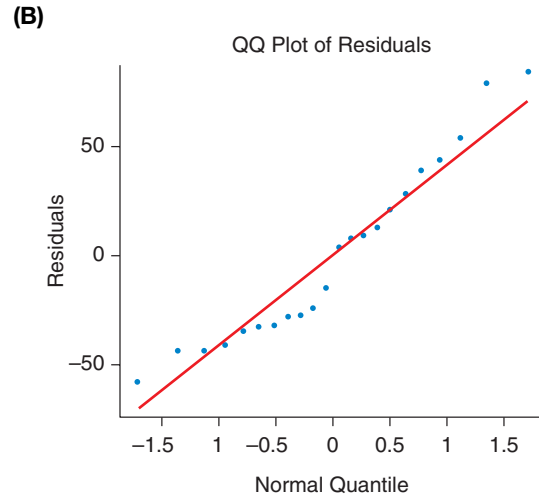 (B)
QQ Plot of Residuals
50
0
−50
Residuals
−1.5 1 −0.5 0 0.5 1 1.5
Normal Quantile